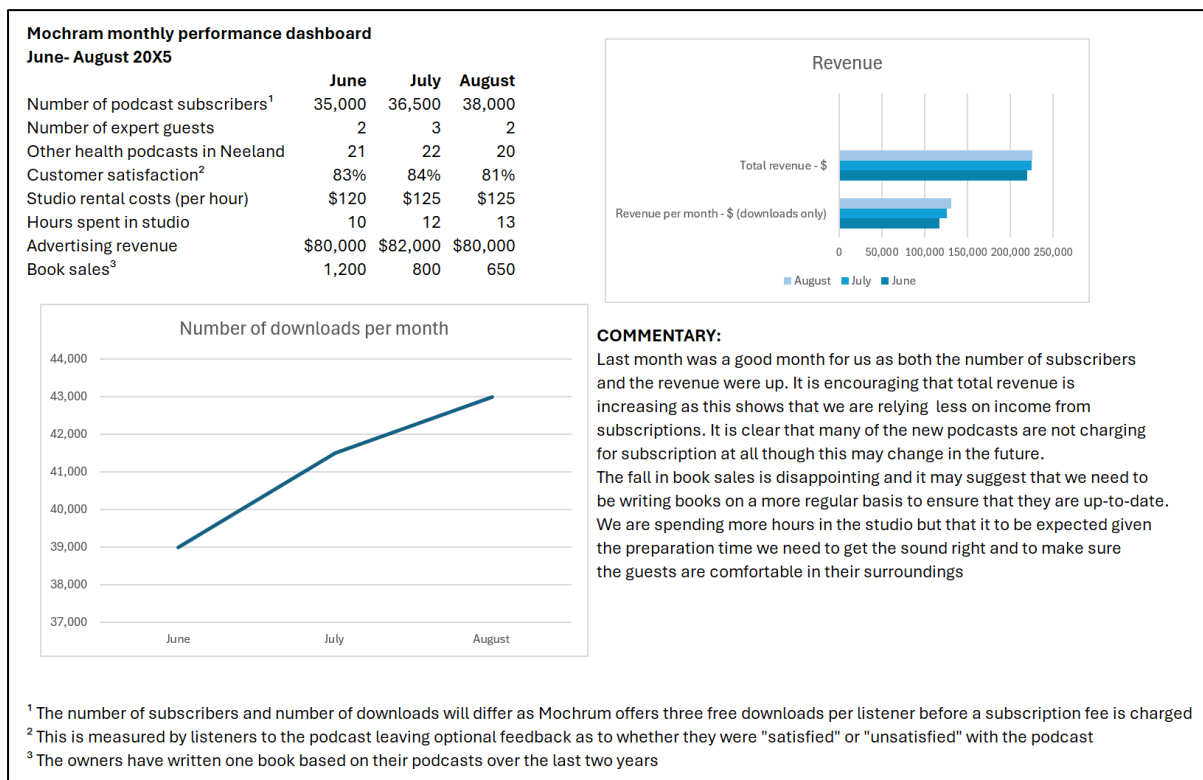 Mochram monthly performance dashboard
June- August 20X5
June July August
Number of podcast subscribers¹ 35,000 36,500 38,000
Number of expert guests 2 3 2
Other health podcasts in Neeland 21 22 20
Customer satisfaction² 83% 84% 81%
Studio rental costs (per hour) $120 $125 $125
Hours spent in studio 10 12 13
Advertising revenue $80,000 $82,000 $80,000
Book sales³ 1,200 800 650
Revenue
Total revenue - $
Revenue per month - $ (downloads only)
0 50,000 100,000 150,000 200,000 250,000
August July June
Number of downloads per month
44,000
43,000
42,000
41,000
40,000
39,000
38,000
37,000
June July August
COMMENTARY:
Last month was a good month for us as both the number of subscribers
and the revenue were up. It is encouraging that total revenue is
increasing as this shows that we are relying less on income from
subscriptions. It is clear that many of the new podcasts are not charging
for subscription at all though this may change in the future.
The fall in book sales is disappointing and it may suggest that we need to
be writing books on a more regular basis to ensure that they are up-to-date.
We are spending more hours in the studio but that it to be expected given
the preparation time we need to get the sound right and to make sure
the guests are comfortable in their surroundings
¹ The number of subscribers and number of downloads will differ as Mochrum offers three free downloads per listener before a subscription fee is charged
² This is measured by listeners to the podcast leaving optional feedback as to whether they were "satisfied" or "unsatisfied" with the podcast
³ The owners have written one book based on their podcasts over the last two years